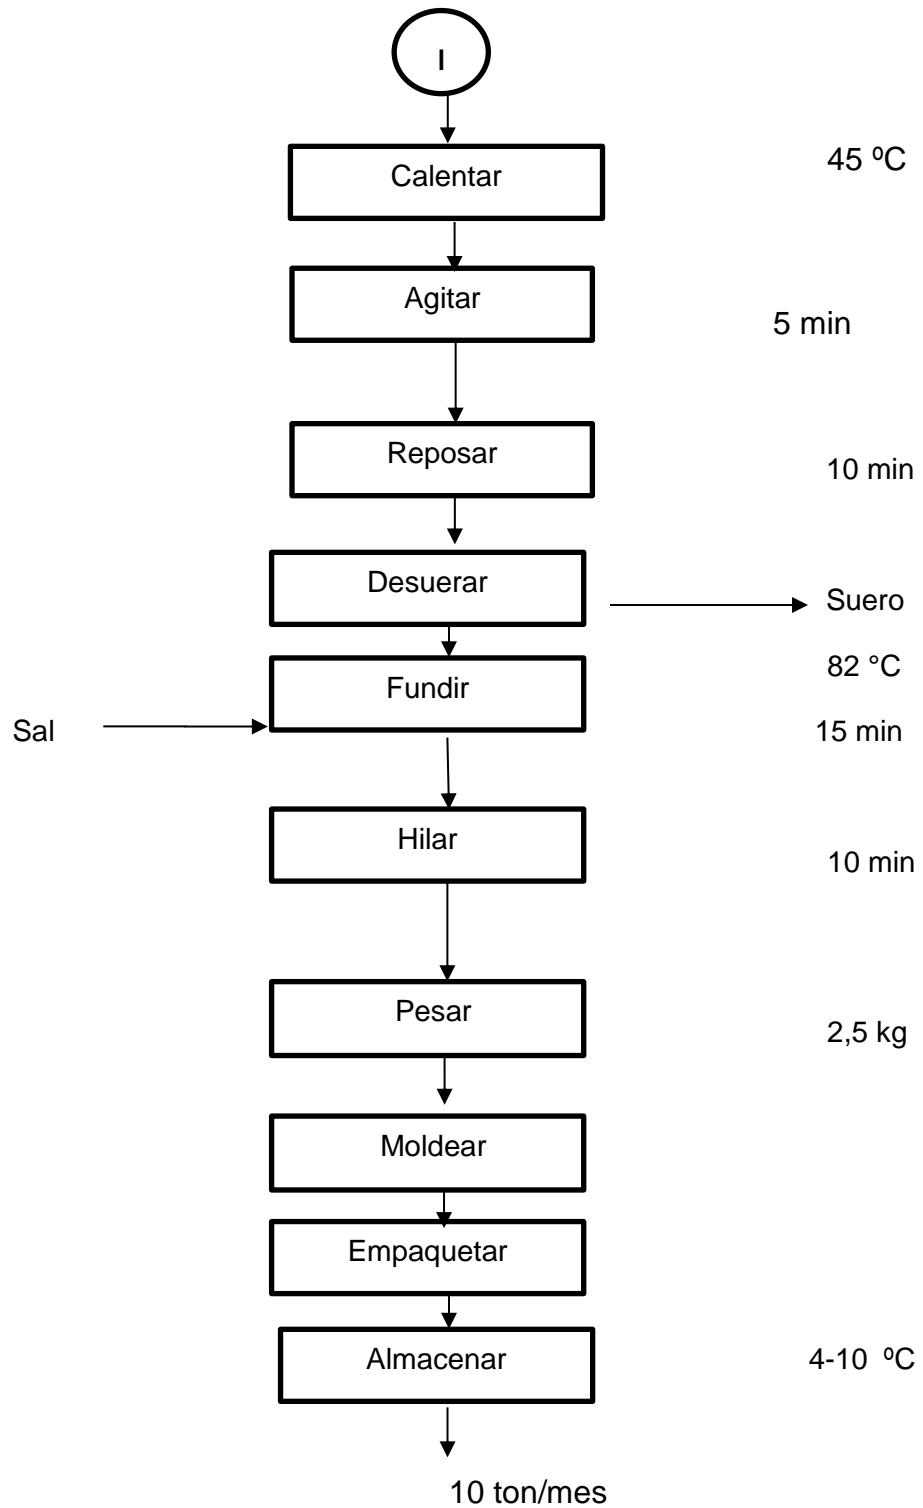 I
Calentar
45 ºC
Agitar
5 min
Reposar
10 min
Desuerar
Suero
82 °C
Fundir
Sal
15 min
Hilar
10 min
Pesar
2,5 kg
Moldear
Empaquetar
Almacenar
4-10 ºC
10 ton/mes